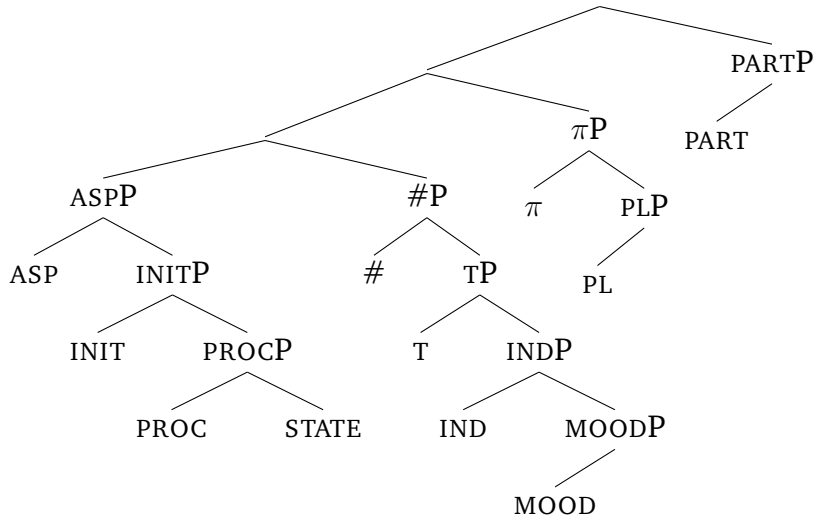 PARTP
πP PART
ASPP #P π PLP
ASP INITP # TP PL
INIT PROCP T INDP
PROC STATE IND MOODP
MOOD